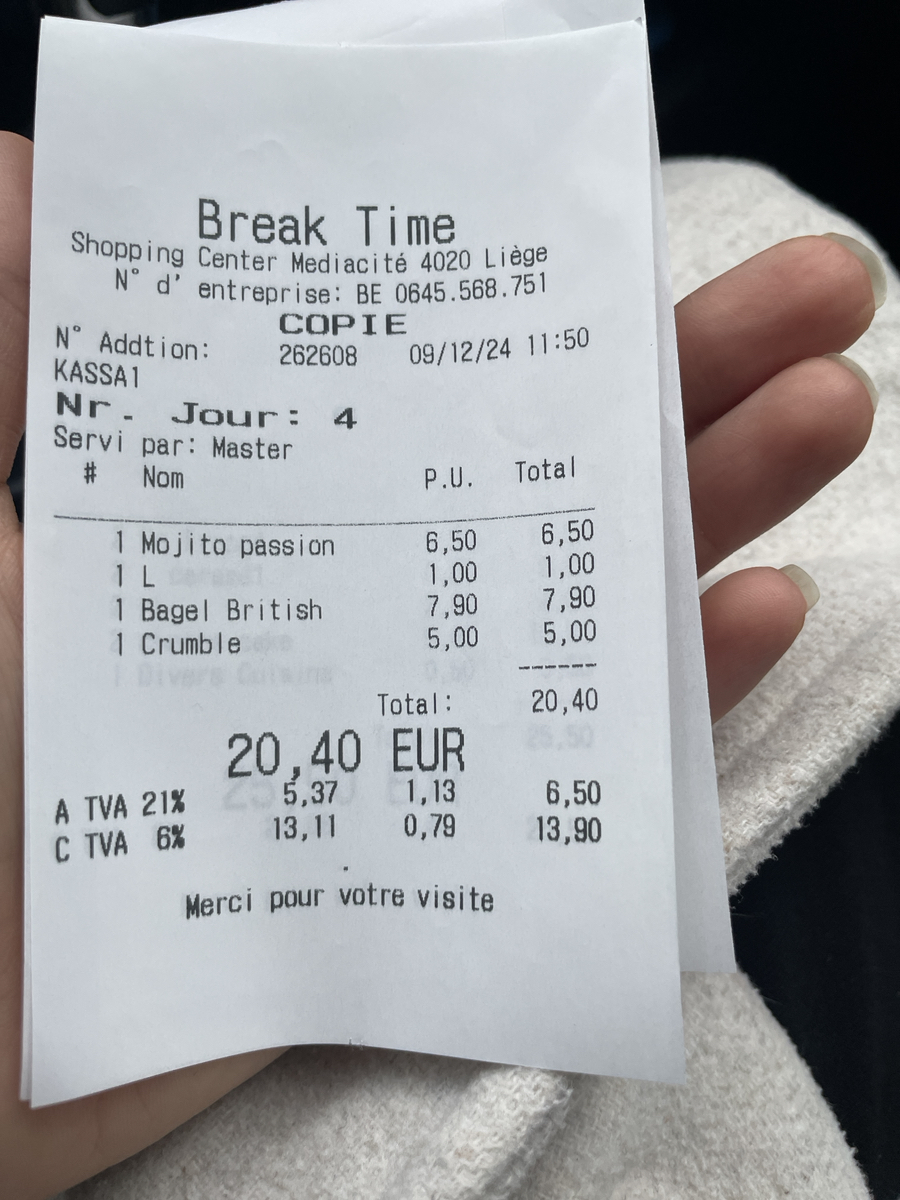 Break Time
Shopping Center Mediacité 4020 Liège
N° d' entreprise: BE 0645.568.751
COPIE
N° Addtion: 262608 09/12/24 11:50
KASSA1
Nr. Jour: 4
Servi par: Master
# Nom P.U. Total
1 Mojito passion 6,50 6,50
1 L 1,00 1,00
1 Bagel British 7,90 7,90
1 Crumble 5,00 5,00
------
Total: 20,40
20,40 EUR
A TVA 21% 5,37 1,13 6,50
C TVA 6% 13,11 0,79 13,90
Merci pour votre visite